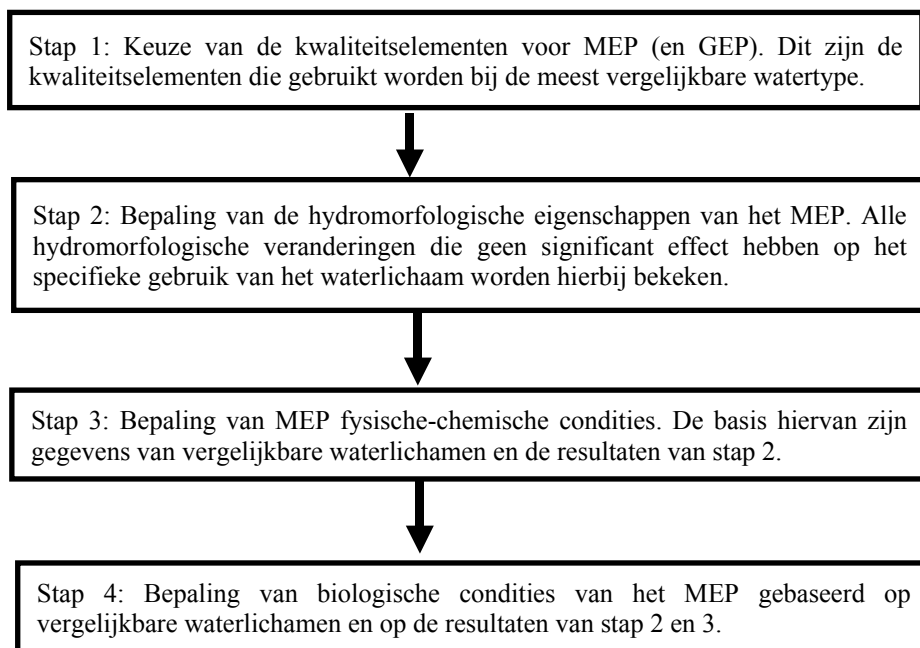 Stap 1: Keuze van de kwaliteitselementen voor MEP (en GEP). Dit zijn de
kwaliteitselementen die gebruikt worden bij de meest vergelijkbare watertype.
Stap 2: Bepaling van de hydromorfologische eigenschappen van het MEP. Alle
hydromorfologische veranderingen die geen significant effect hebben op het
specifieke gebruik van het waterlichaam worden hierbij bekeken.
Stap 3: Bepaling van MEP fysische-chemische condities. De basis hiervan zijn
gegevens van vergelijkbare waterlichamen en de resultaten van stap 2.
Stap 4: Bepaling van biologische condities van het MEP gebaseerd op
vergelijkbare waterlichamen en op de resultaten van stap 2 en 3.